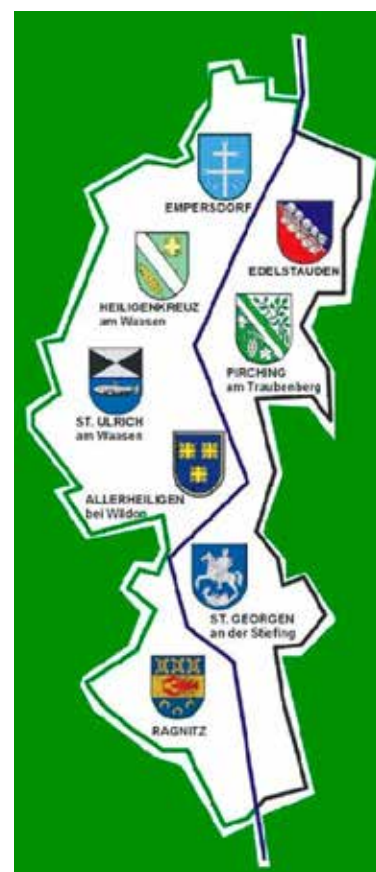 EMPERSDORF
EDELSTAUDEN
HEILIGENKREUZ
am Waasen
PIRCHING
am Traubenberg
ST. ULRICH
am Waasen
ALLERHEILIGEN
bei Wildon
ST. GEORGEN
an der Stiefing
RAGNITZ